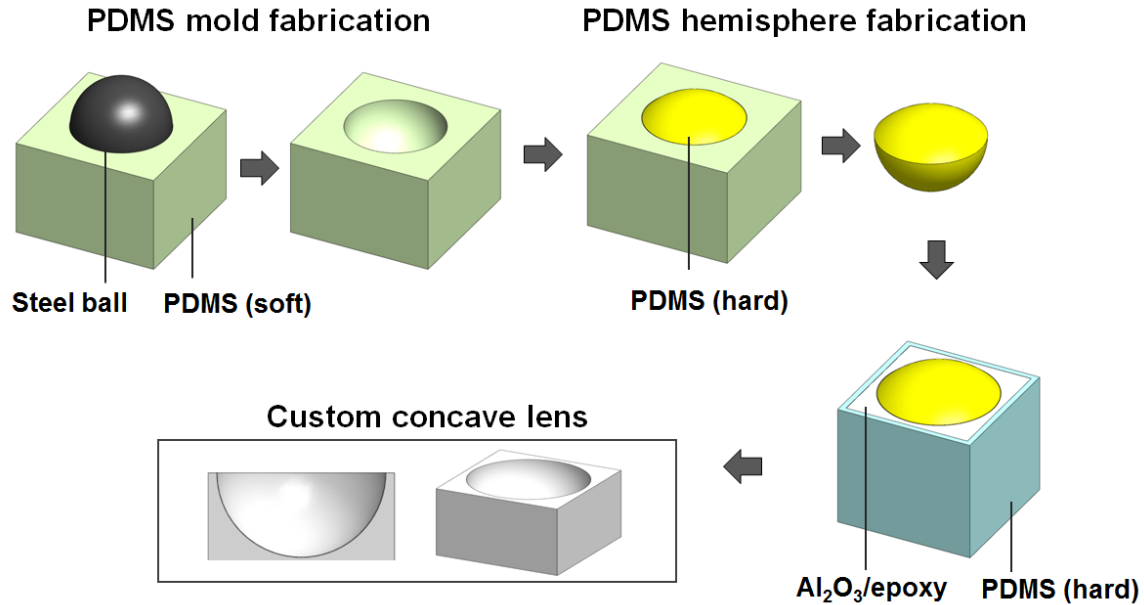 PDMS mold fabrication
PDMS hemisphere fabrication
Steel ball
PDMS (soft)
PDMS (hard)
Custom concave lens
Al₂O₃/epoxy
PDMS (hard)